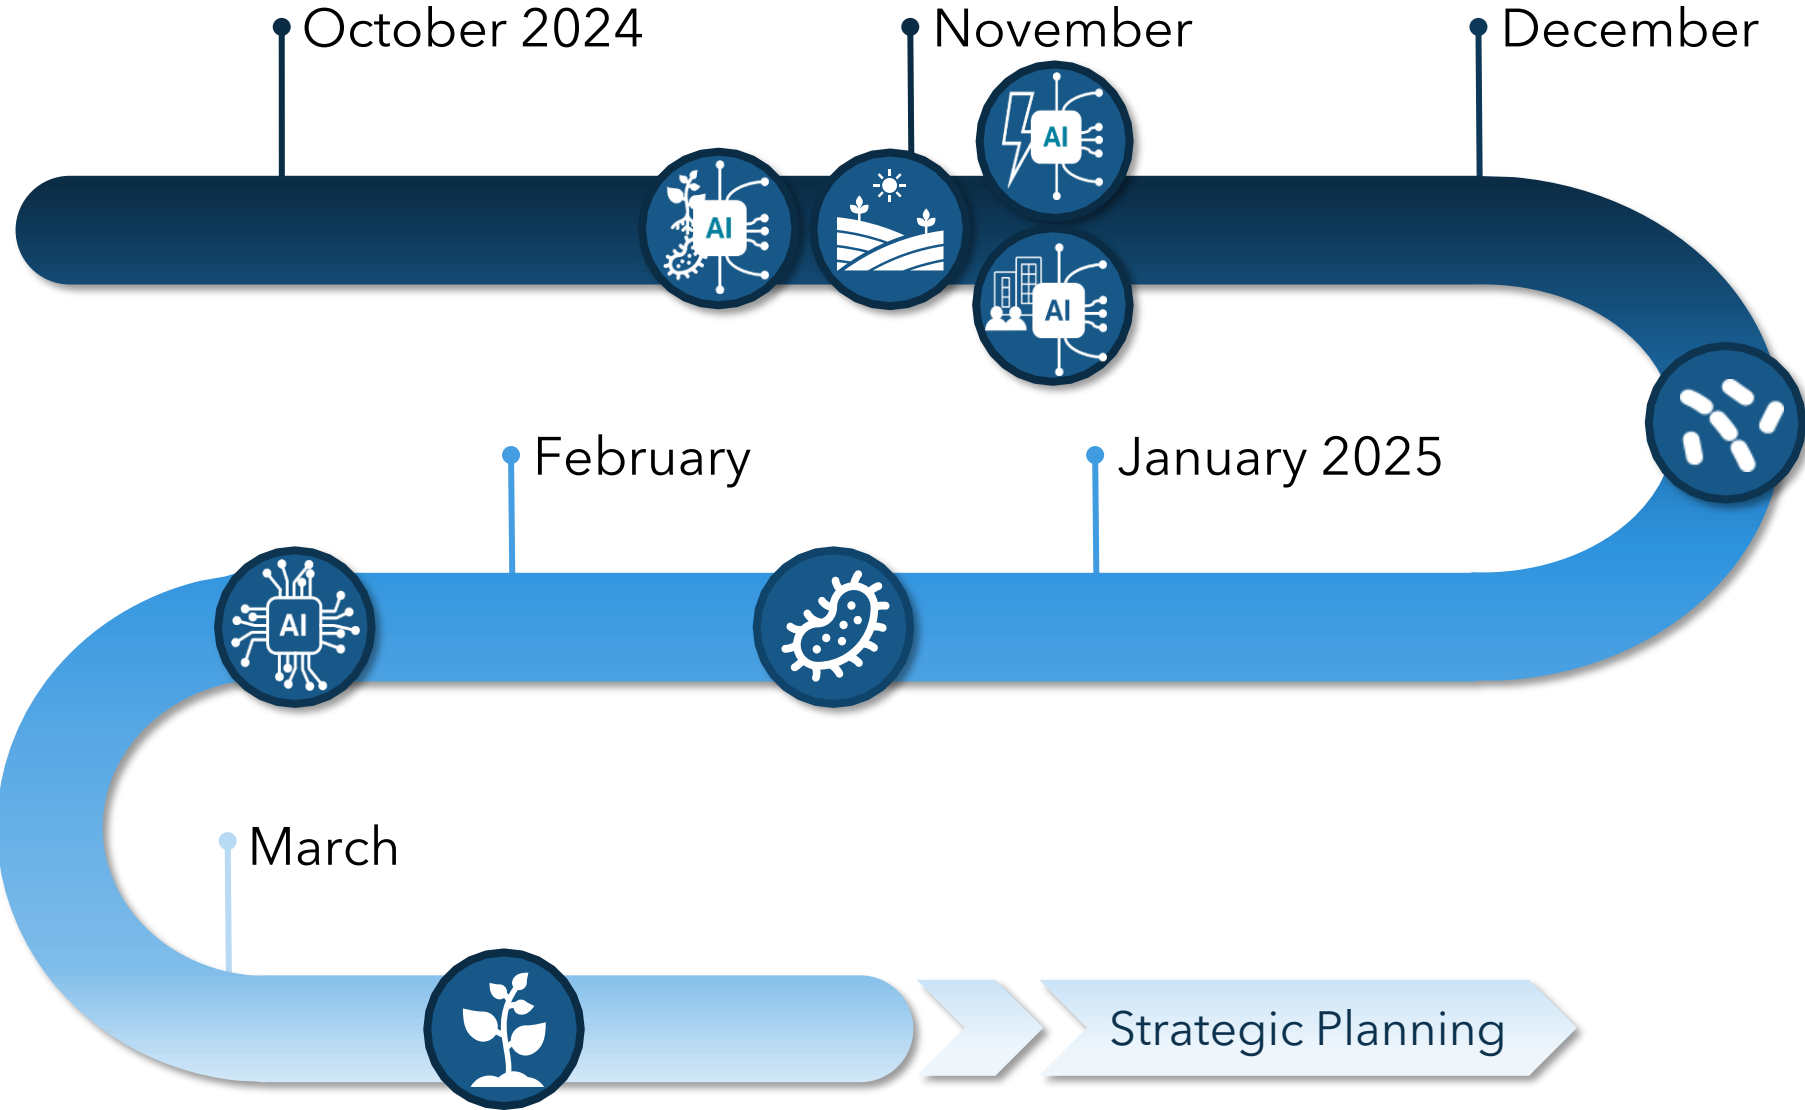 October 2024
November
December
AI
AI
AI
February
January 2025
AI
March
Strategic Planning